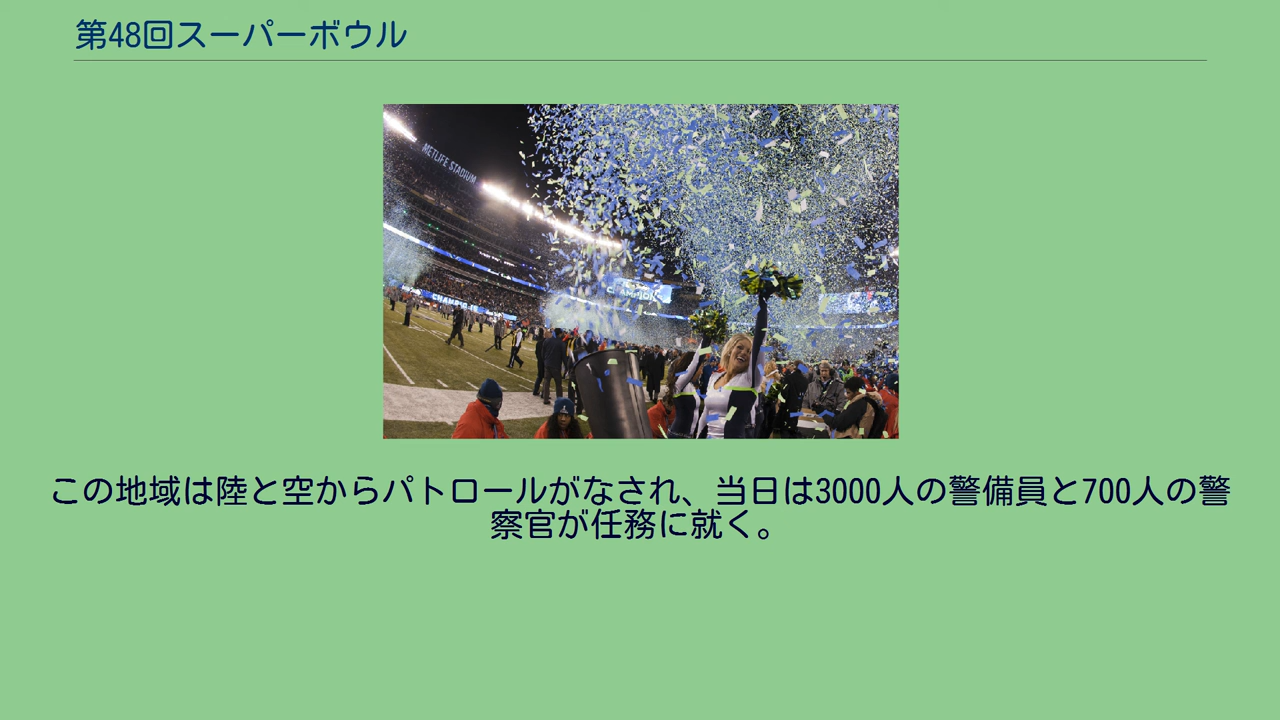 第48回スーパーボウル
METLIFE STADIUM
CHAMPIONS
CHAMPION
この地域は陸と空からパトロールがなされ、当日は3000人の警備員と700人の警
察官が任務に就く。